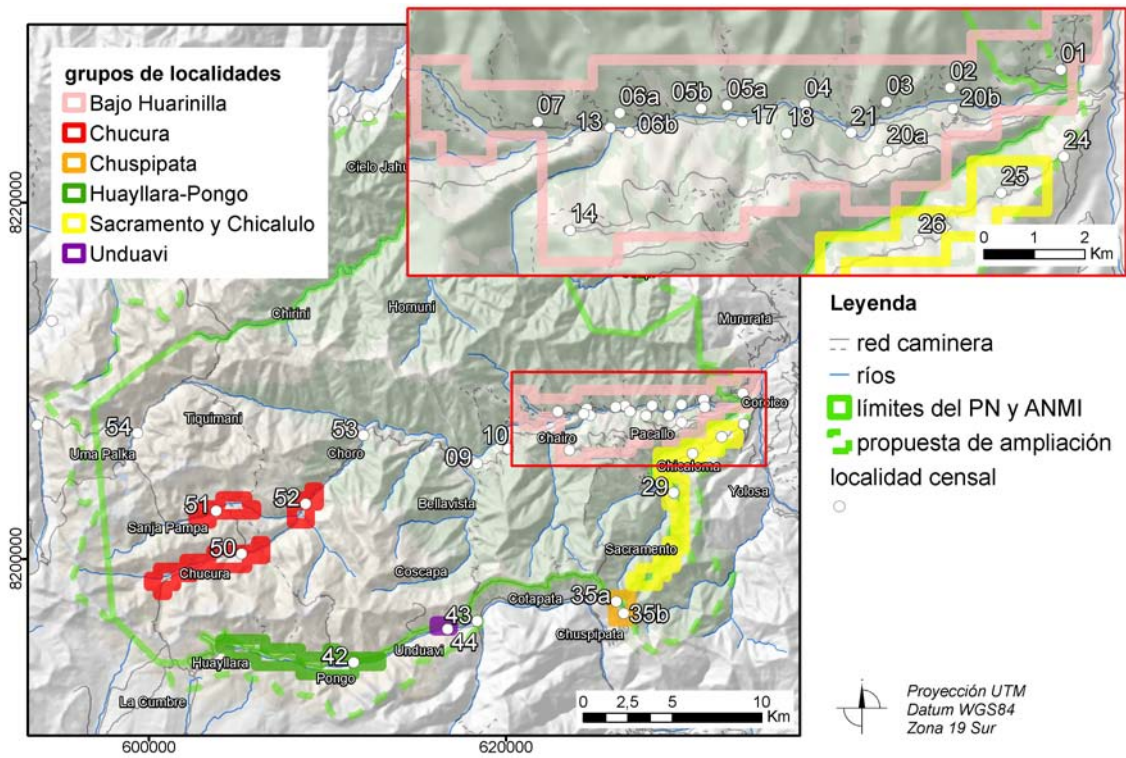 grupos de localidades
Bajo Huarinilla
Chucura
Chuspipata
Huayllara-Pongo
Sacramento y Chicalulo
Unduavi
01
02
03
04
05a
05b
06a
07
13
06b
17
18
21
20b
20a
24
25
26
14
0 1 2
Km
8220000
Cielo Jahu
Chirini
Hornuni
Mururata
Leyenda
red caminera
ríos
límites del PN y ANMI
propuesta de ampliación
localidad censal
Tiquimani
54
Uma Palka
53
Choro
10
09
Chairo
Pacallo
Coroico
Chicaloma
29
Yolosa
Bellavista
51
52
Sanja Pampa
50
Chucura
8200000
Sacramento
Coscapa
Cotapata
35a
35b
Chuspipata
43
44
Unduavi
42
Huayllara
Pongo
La Cumbre
0 2,5 5 10
Km
600000
620000
Proyección UTM
Datum WGS84
Zona 19 Sur